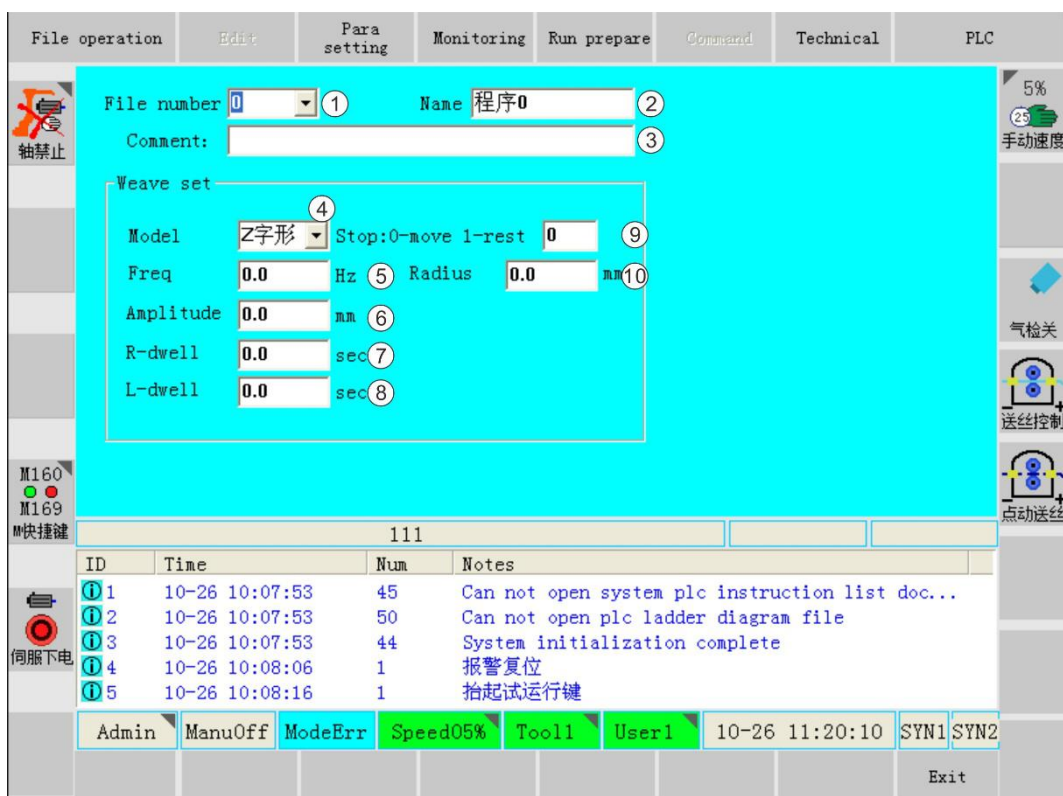 File operation Edit Para setting Monitoring Run prepare Command Technical PLC
轴禁止
5%
25
手动速度
File number 0 ① Name 程序0 ②
Comment: ③
Weave set
④
Model Z字形 Stop:0-move 1-rest 0 ⑨
Freq 0.0 Hz ⑤ Radius 0.0 mm ⑩
Amplitude 0.0 mm ⑥
R-dwell 0.0 sec ⑦
L-dwell 0.0 sec ⑧
气检关
送丝控制
点动送丝
M160
M169
M快捷键
111
ID Time Num Notes
1 10-26 10:07:53 45 Can not open system plc instruction list doc...
2 10-26 10:07:53 50 Can not open plc ladder diagram file
3 10-26 10:07:53 44 System initialization complete
4 10-26 10:08:06 1 报警复位
5 10-26 10:08:16 1 抬起试运行键
伺服下电
Admin ManuOff ModeErr Speed05% Tool1 User1 10-26 11:20:10 SYN1 SYN2
Exit